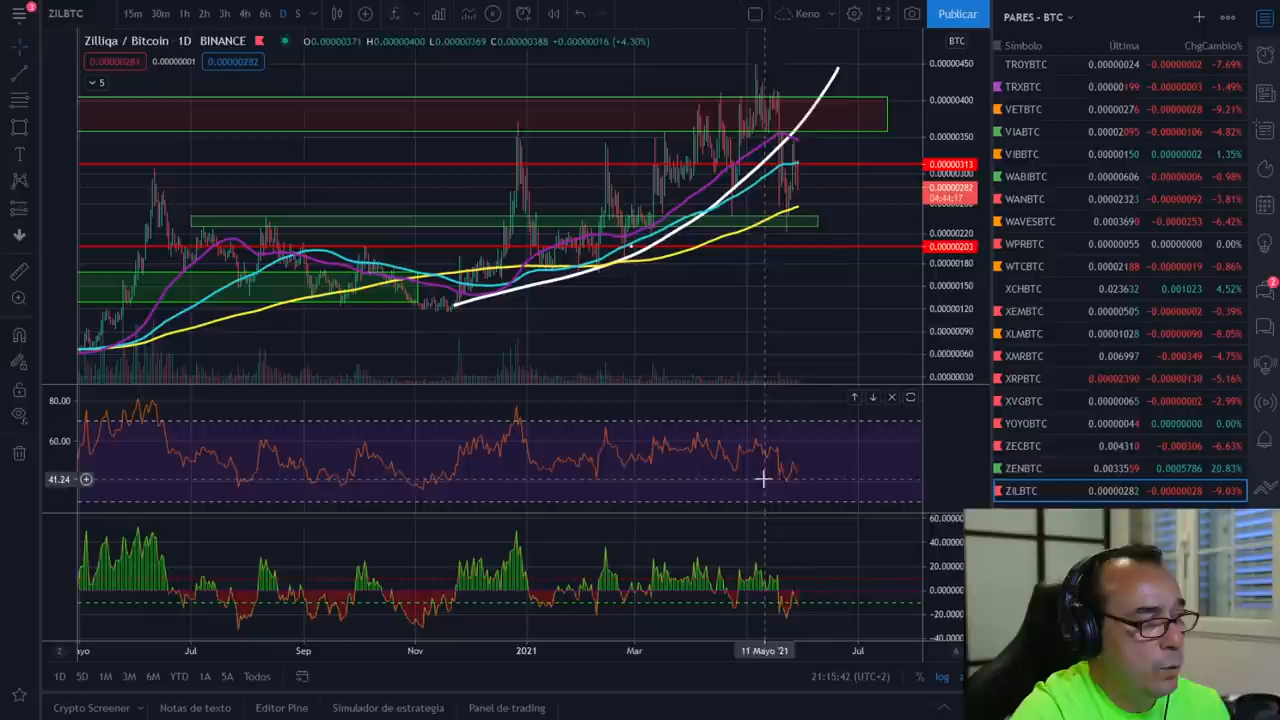 3
ZILBTC
15m 30m 1h 2h 3h 4h 6h D S
Keno
Publicar
PARES - BTC
Zilliqa / Bitcoin 1D BINANCE O0.00000371 H0.00000400 L0.00000369 C0.00000388 +0.00000016 (+4.30%)
0.00000281 0.00000001 0.00000282
5
BTC
0.00000450
0.00000400
0.00000350
0.00000313
0.00000300
0.00000282
04:44:17
0.00000220
0.00000203
0.00000180
0.00000150
0.00000120
0.00000090
0.00000060
0.00000030
80.00
60.00
41.24
60.0000
40.0000
20.0000
0.00000
-20.0000
-40.0000
Z
ayo Jul Sep Nov 2021 Mar 11 Mayo '21 Jul
A
1D 5D 1M 3M 6M YTD 1A 5A Todos
21:15:42 (UTC+2) % log a
Crypto Screener Notas de texto Editor Pine Simulador de estrategia Panel de trading
Símbolo Última Chg Cambio%
TROYBTC 0.00000024 -0.00000002 -7.69%
TRXBTC 0.00000199 -0.00000003 -1.49%
VETBTC 0.00000276 -0.00000028 -9.21%
VIABTC 0.00002095 -0.00000106 -4.82%
VIBBTC 0.00000150 0.00000002 1.35%
WABIBTC 0.00000606 -0.00000006 -0.98%
WANBTC 0.00002327 -0.00000092 -3.81%
WAVESBTC 0.0003690 -0.0000253 -6.42%
WPRBTC 0.00000055 0.00000000 0.00%
WTCBTC 0.00002188 -0.00000019 -0.86%
XCHBTC 0.023632 0.001023 4.52%
XEMBTC 0.00000505 -0.00000002 -0.39%
XLMBTC 0.00001028 -0.00000090 -8.05%
XMRBTC 0.006997 -0.000349 -4.75%
XRPBTC 0.00002390 -0.00000130 -5.16%
XVGBTC 0.00000065 -0.00000002 -2.99%
YOYOBTC 0.00000044 0.00000000 0.00%
ZECBTC 0.004310 -0.000306 -6.63%
ZENBTC 0.0033559 0.0005786 20.83%
ZILBTC 0.00000282 -0.00000028 -9.03%
2